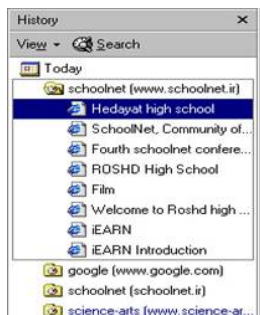 History
View Search
Today
schoolnet (www.schoolnet.ir)
Hedayat high school
SchoolNet, Community of...
Fourth schoolnet confere...
ROSHD High School
Film
Welcome to Roshd high ...
iEARN
iEARN Introduction
google (www.google.com)
schoolnet (schoolnet.ir)
science-arts (www.science-ar...